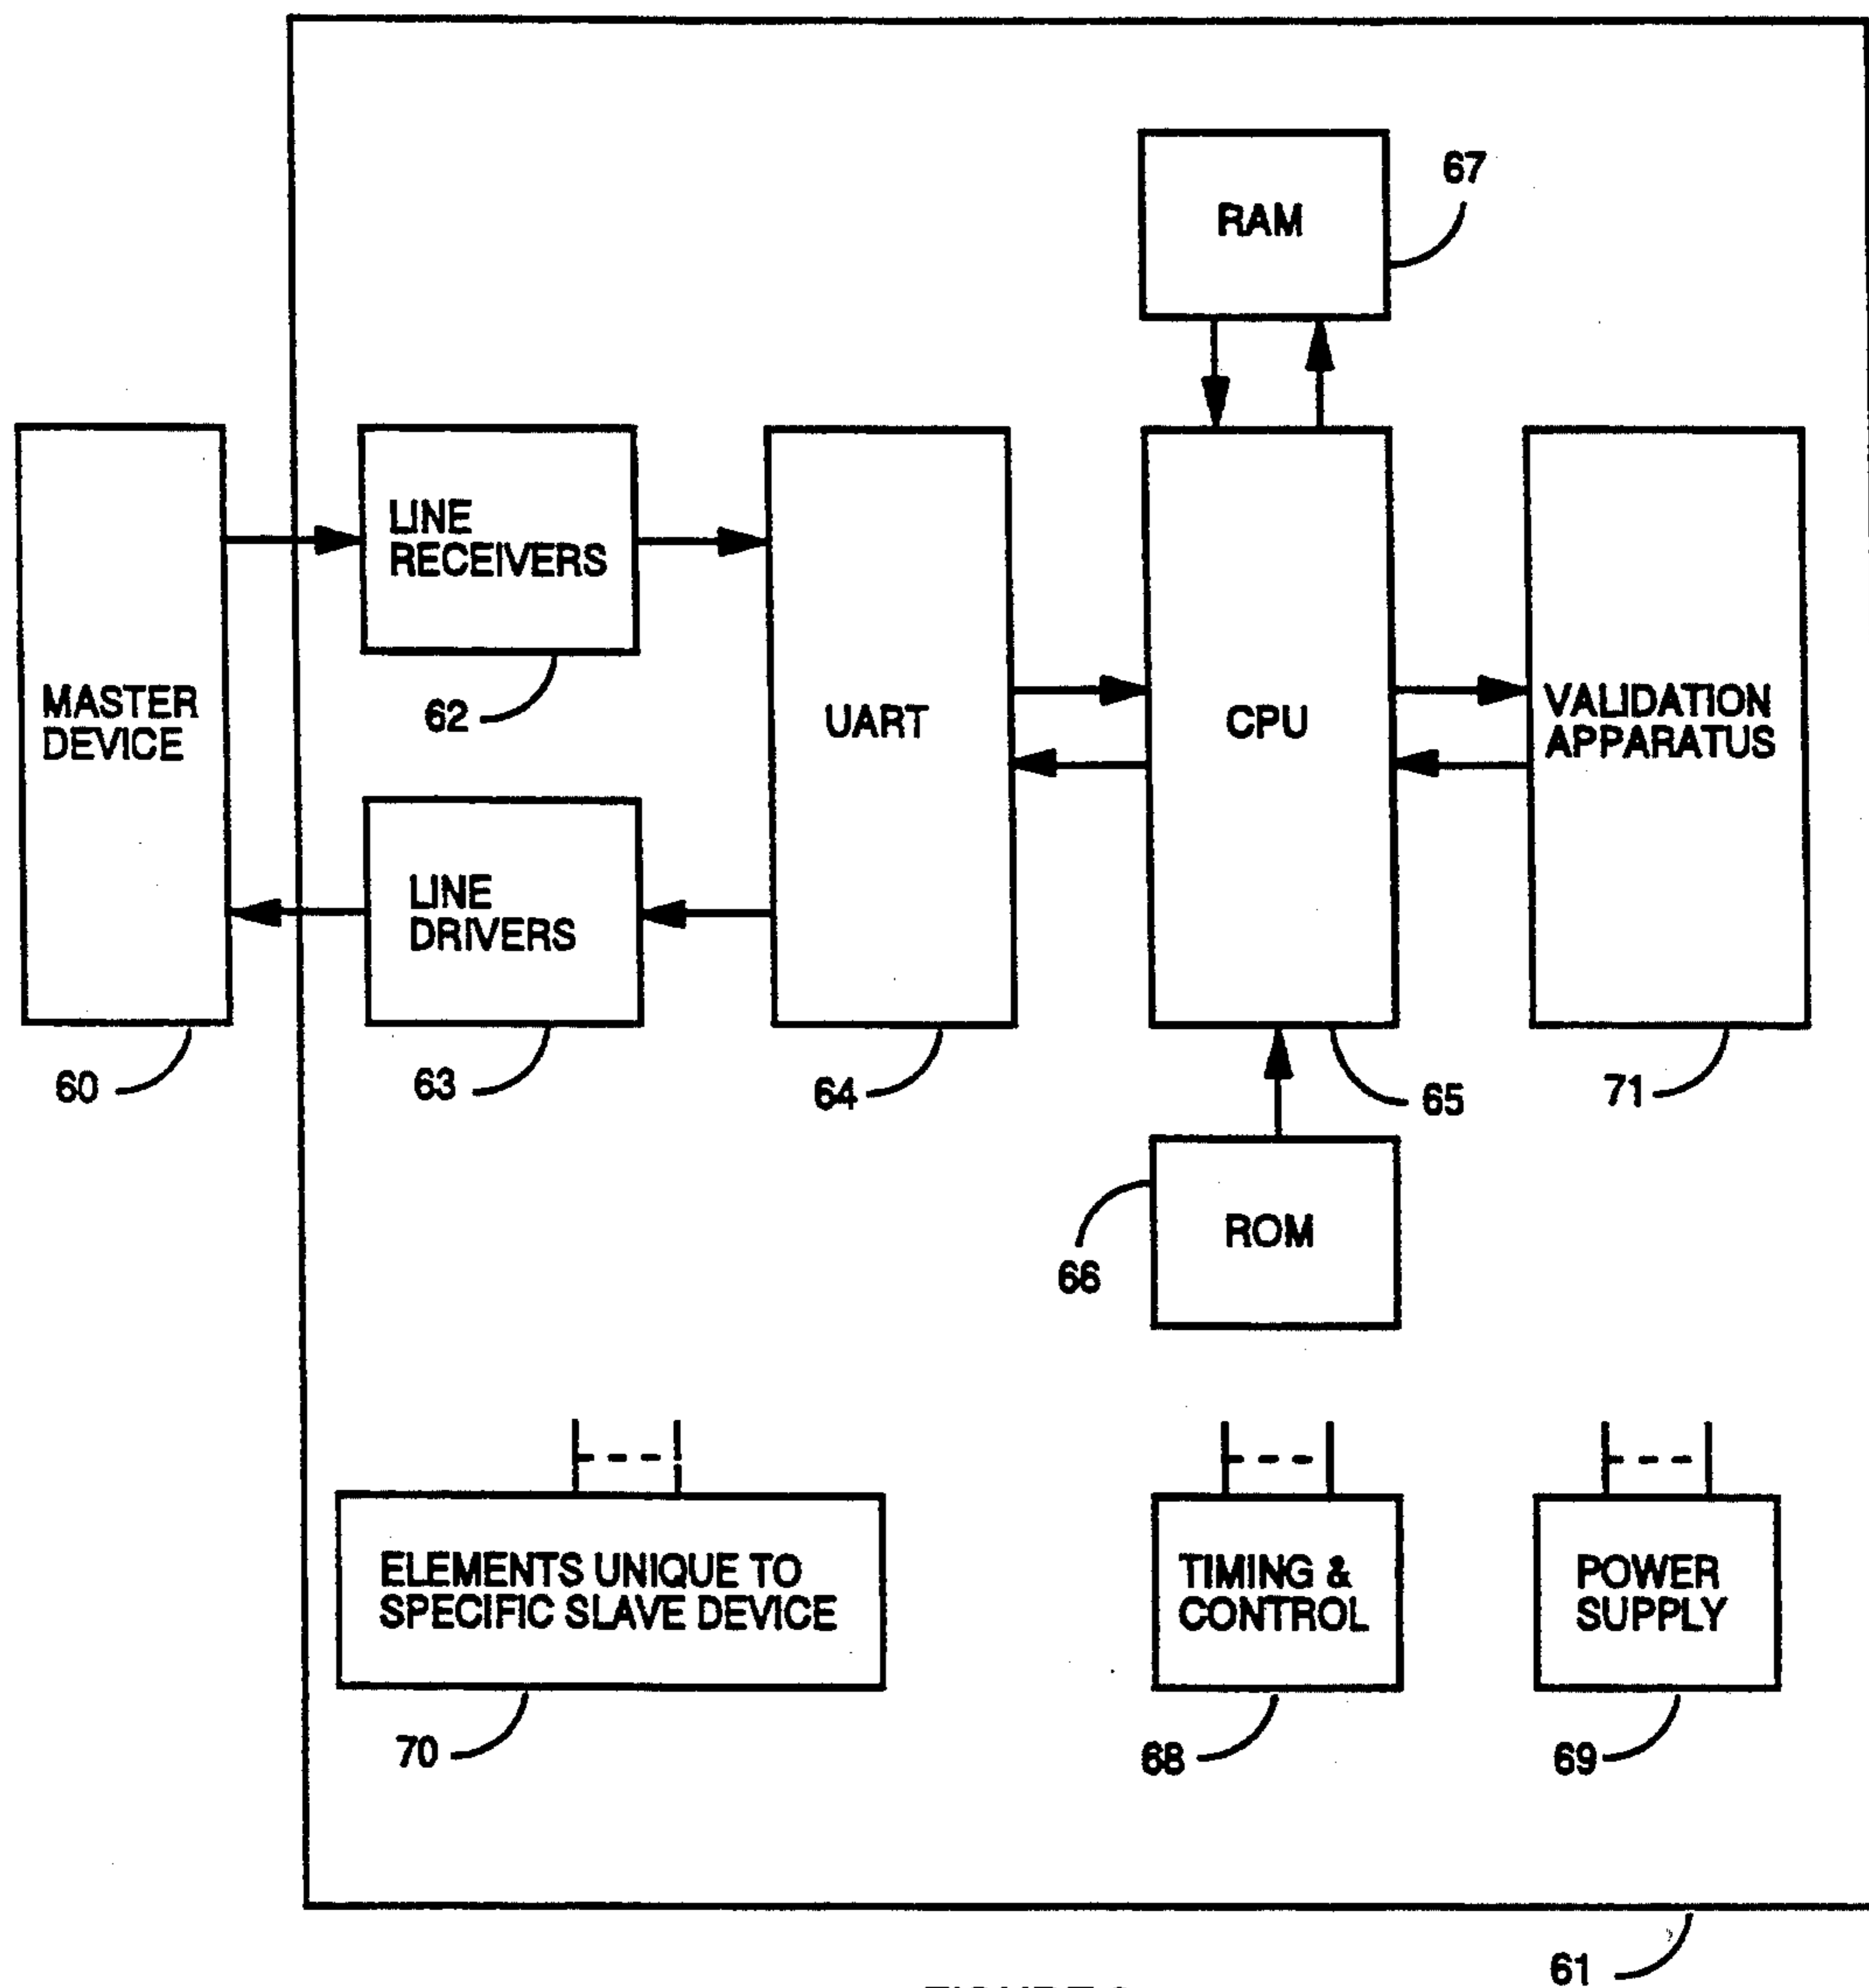 RAM
67
MASTER
DEVICE
60
LINE
RECEIVERS
62
LINE
DRIVERS
63
UART
64
CPU
65
VALIDATION
APPARATUS
71
ROM
66
ELEMENTS UNIQUE TO
SPECIFIC SLAVE DEVICE
70
TIMING &
CONTROL
68
POWER
SUPPLY
69
61